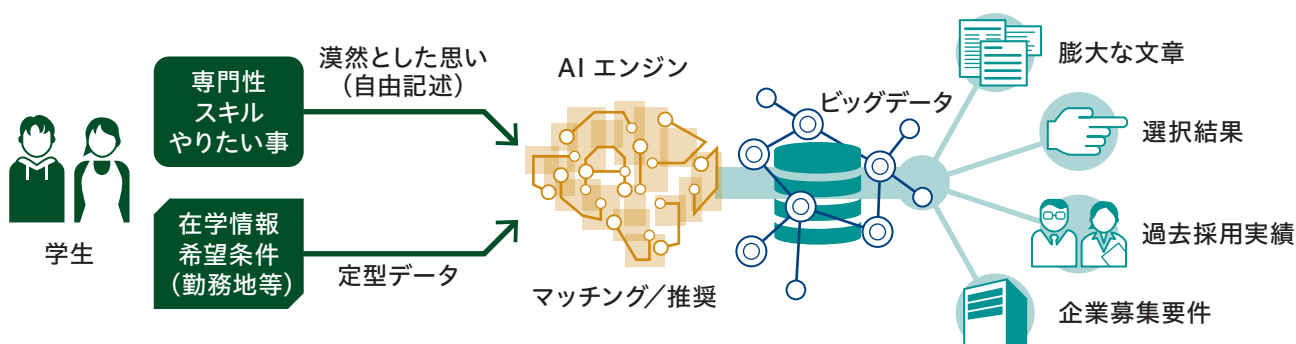 学生
専門性
スキル
やりたい事
在学情報
希望条件
（勤務地等）
漠然とした思い
（自由記述）
定型データ
AI エンジン
マッチング／推奨
ビッグデータ
膨大な文章
選択結果
過去採用実績
企業募集要件